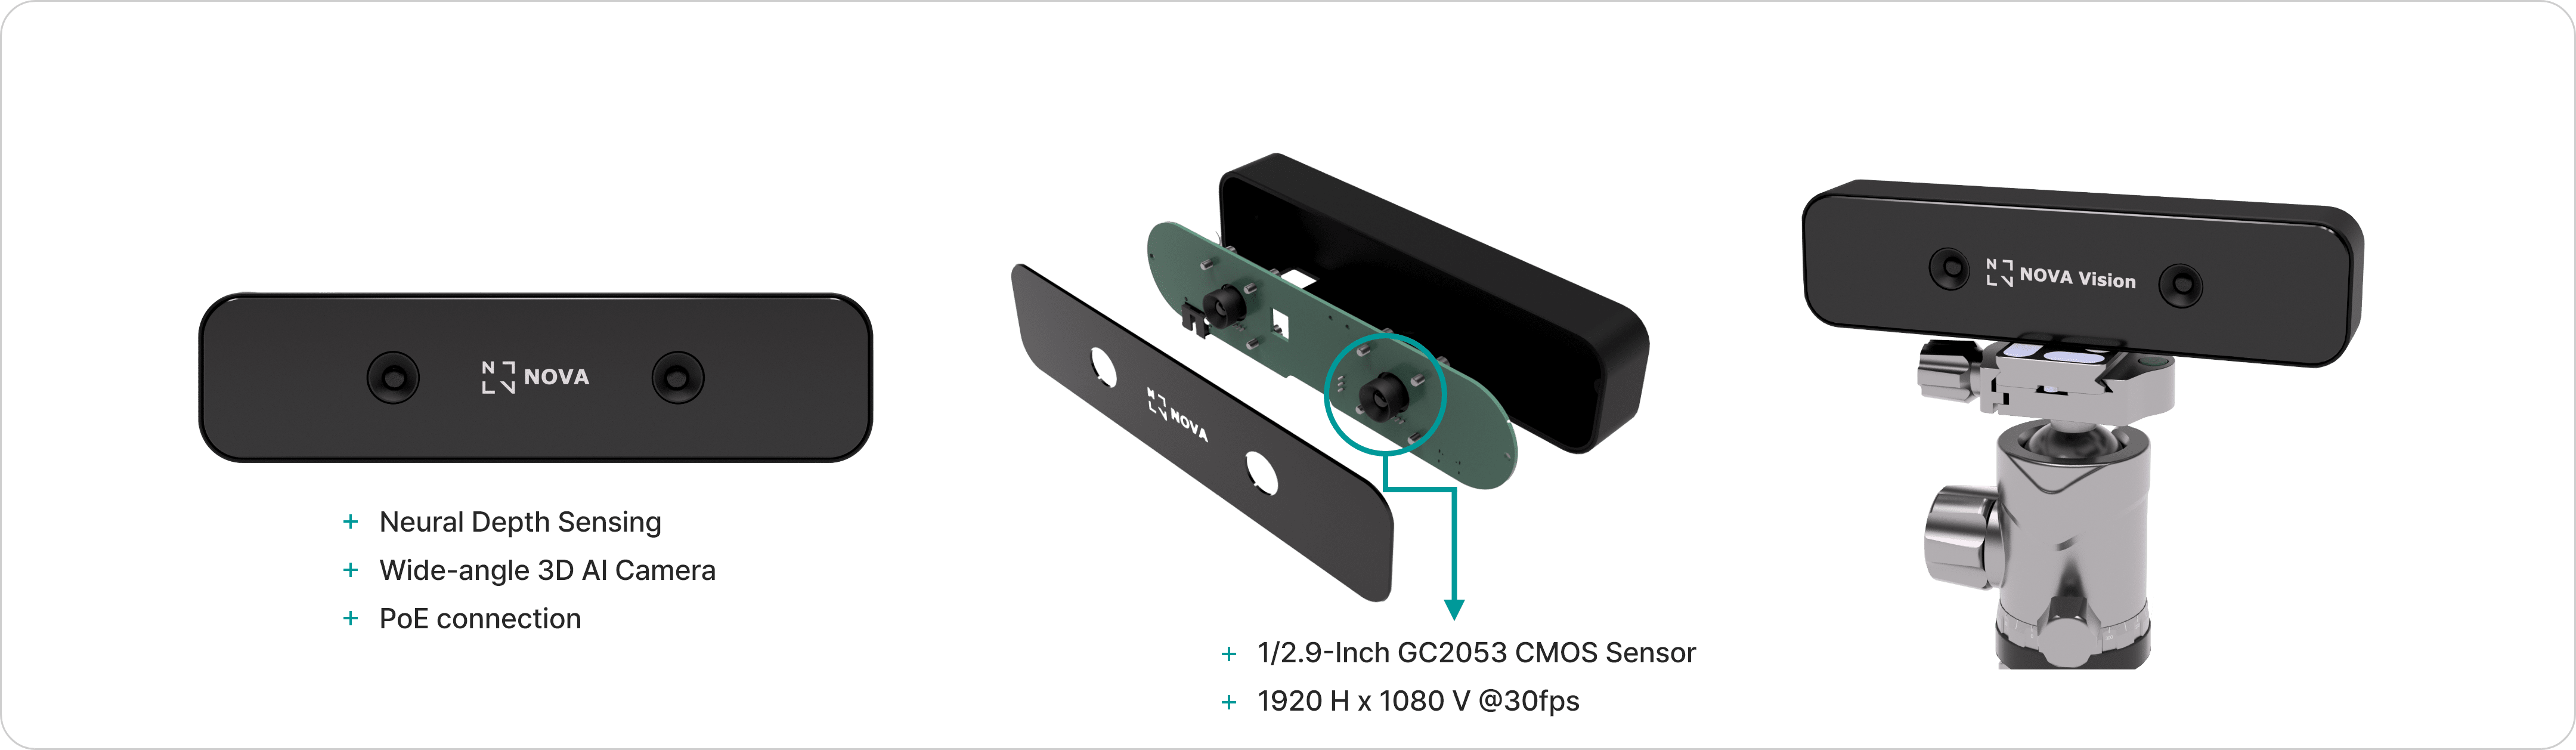 N NOVA
+ Neural Depth Sensing
+ Wide-angle 3D AI Camera
+ PoE connection
N NOVA
+ 1/2.9-Inch GC2053 CMOS Sensor
+ 1920 H x 1080 V @30fps
N NOVA Vision